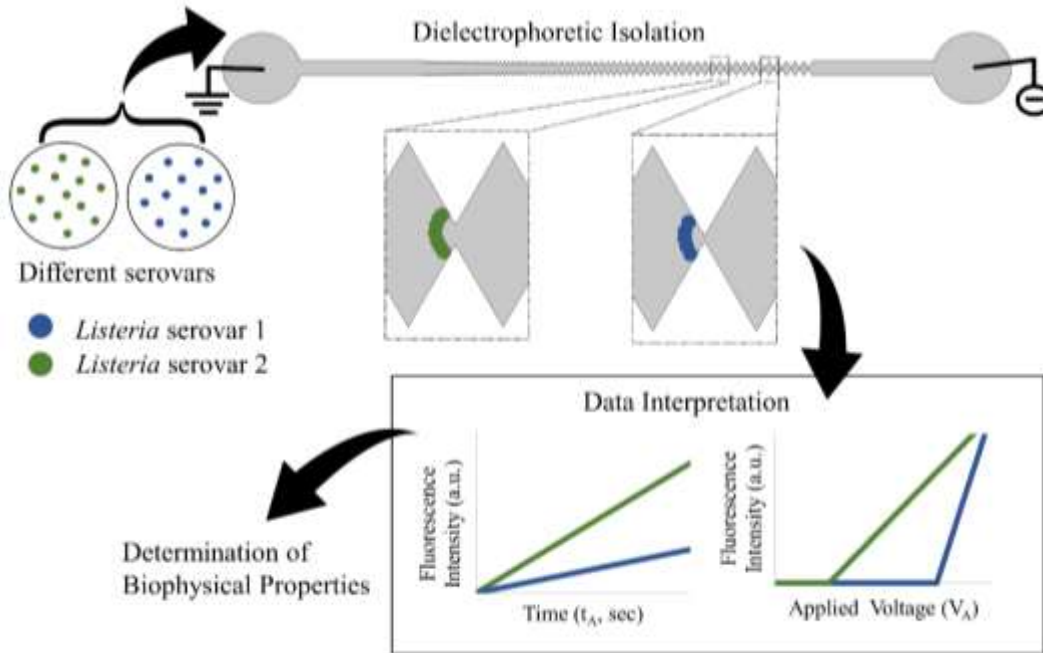 Dielectrophoretic Isolation
Different serovars
Listeria serovar 1
Listeria serovar 2
Data Interpretation
Fluorescence
Intensity (a.u.)
Time (tA, sec)
Fluorescence
Intensity (a.u.)
Applied Voltage (VA)
Determination of
Biophysical Properties